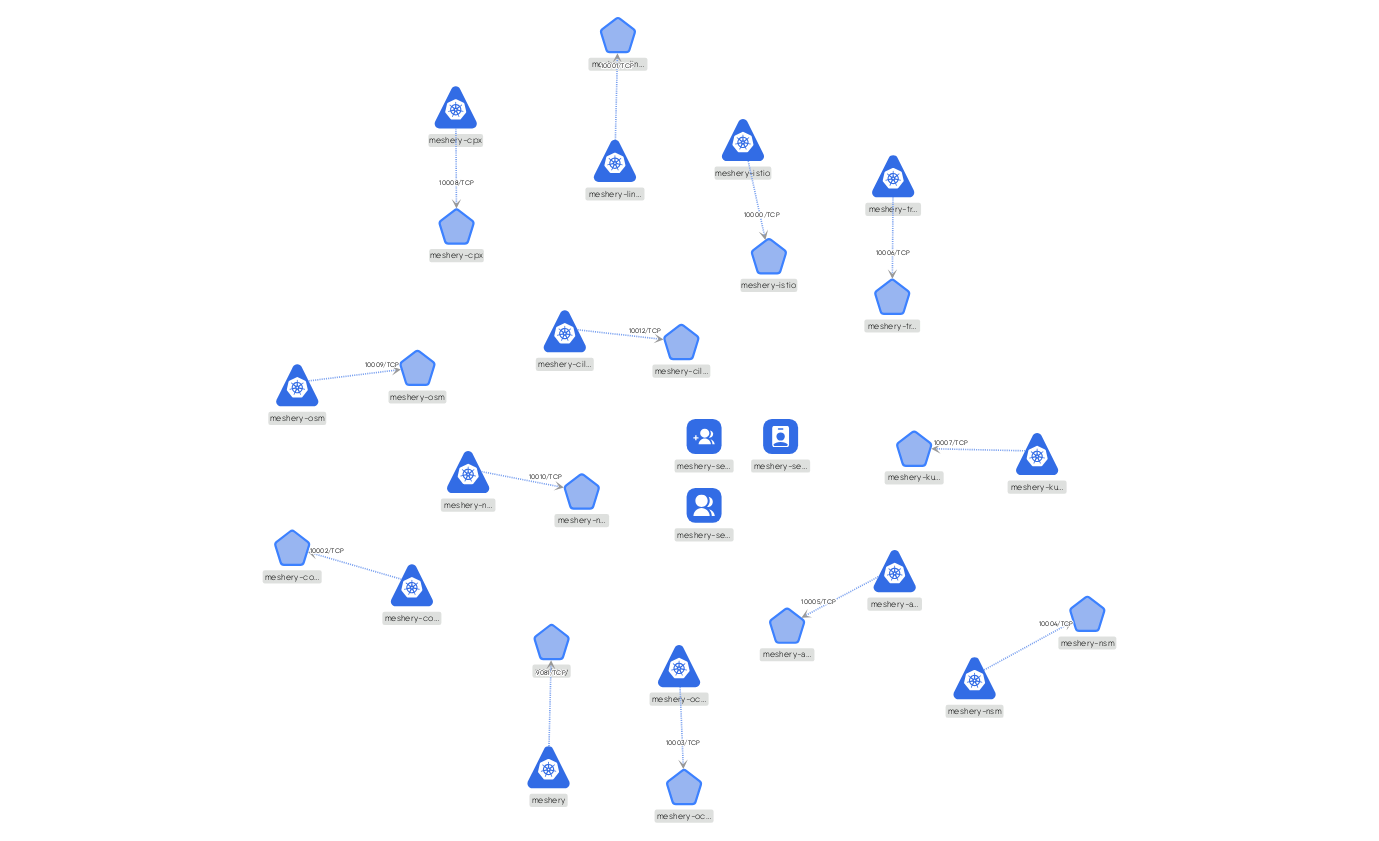 10001/TCP
meshery-cpx
meshery-istio
10008/TCP
meshery-lin...
meshery-tr...
10000/TCP
meshery-cpx
10006/TCP
meshery-istio
meshery-tr...
10012/TCP
10009/TCP
meshery-cil...
meshery-cil...
meshery-osm
meshery-osm
10007/TCP
meshery-se...
meshery-se...
10010/TCP
meshery-ku...
meshery-ku...
meshery-n...
meshery-n...
meshery-se...
10002/TCP
meshery-co...
10005/TCP
meshery-a...
meshery-co...
10004/TCP
meshery-nsm
meshery-a...
9081/TCP
meshery-oc...
meshery-nsm
10003/TCP
meshery
meshery-oc...